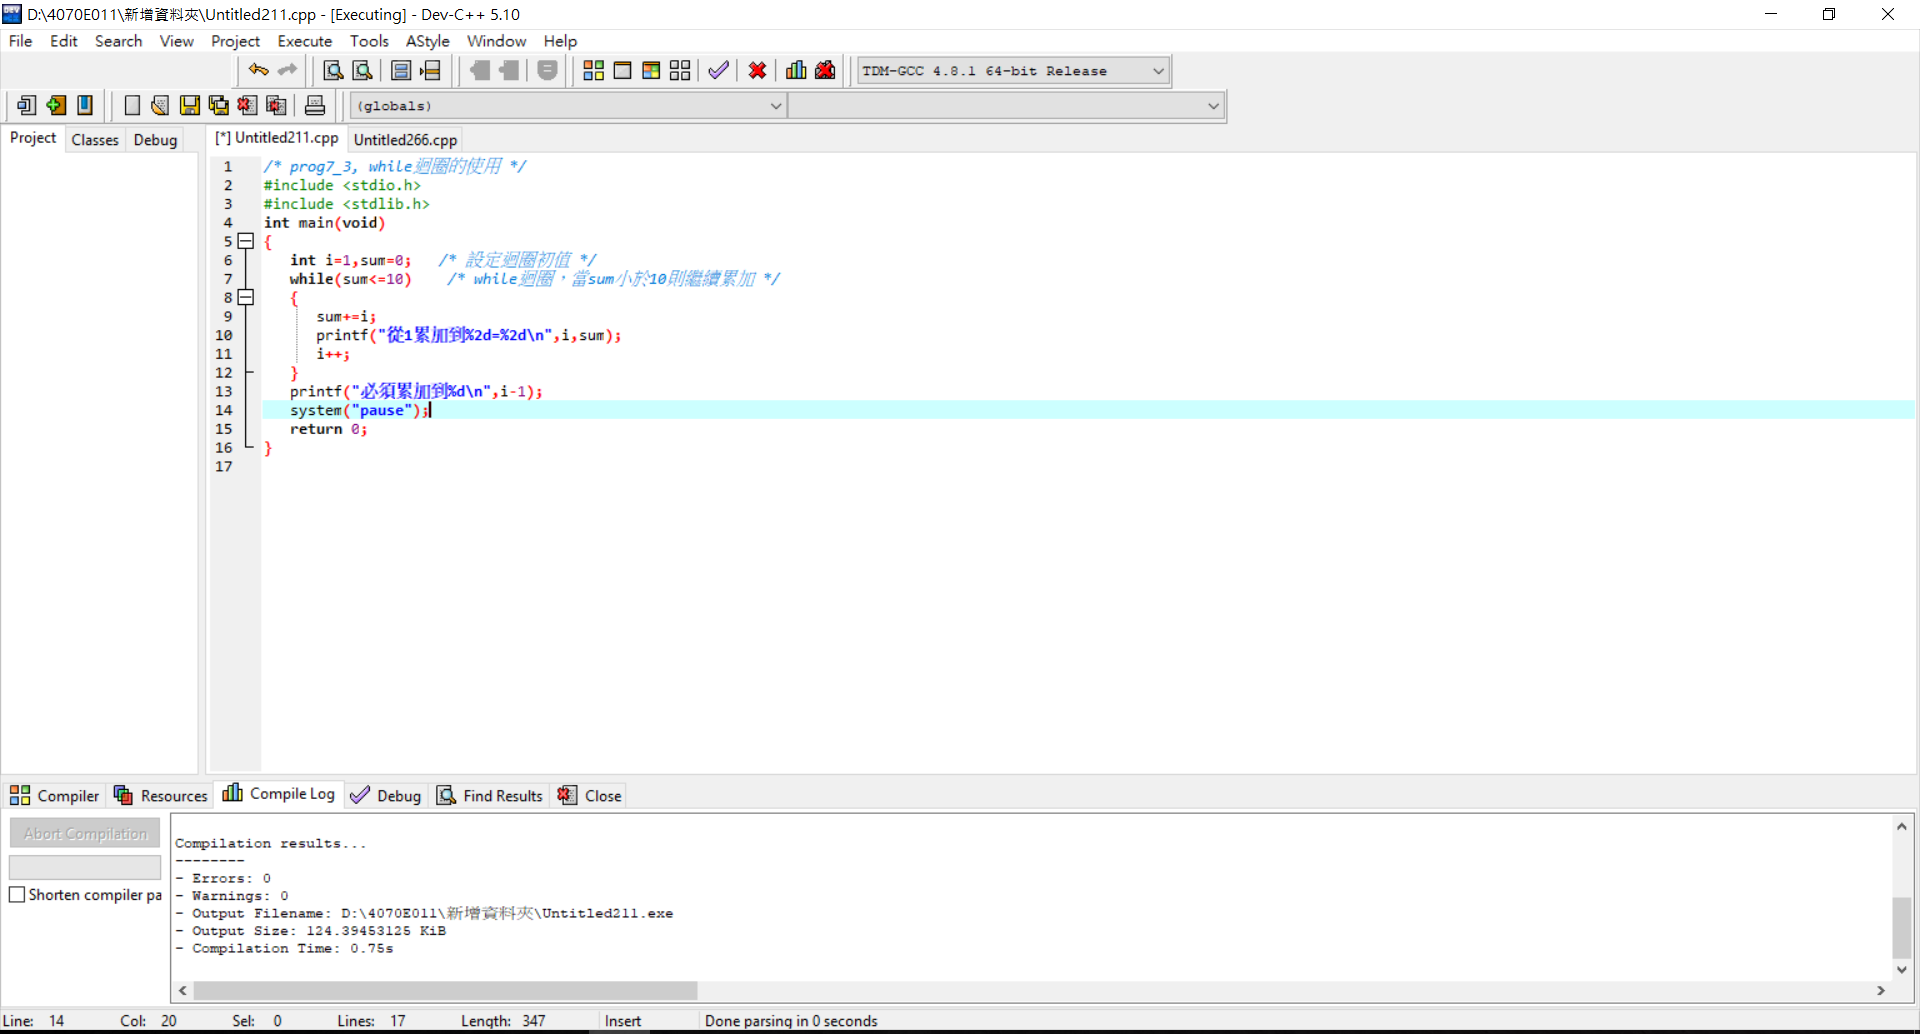 D:\4070E011\新增資料夾\Untitled211.cpp - [Executing] - Dev-C++ 5.10
File Edit Search View Project Execute Tools AStyle Window Help
TDM-GCC 4.8.1 64-bit Release
(globals)
Project Classes Debug
[*] Untitled211.cpp Untitled266.cpp
1 /* prog7_3, while迴圈的使用 */
2 #include <stdio.h>
3 #include <stdlib.h>
4 int main(void)
5 {
6 int i=1,sum=0; /* 設定迴圈初值 */
7 while(sum<=10) /* while迴圈，當sum小於10則繼續累加 */
8 {
9 sum+=i;
10 printf("從1累加到%2d=%2d\n",i,sum);
11 i++;
12 }
13 printf("必須累加到%d\n",i-1);
14 system("pause");
15 return 0;
16 }
17
Compiler Resources Compile Log Debug Find Results Close
Abort Compilation
Shorten compiler pa
Compilation results...
--------
- Errors: 0
- Warnings: 0
- Output Filename: D:\4070E011\新增資料夾\Untitled211.exe
- Output Size: 124.39453125 KiB
- Compilation Time: 0.75s
Line: 14 Col: 20 Sel: 0 Lines: 17 Length: 347 Insert Done parsing in 0 seconds